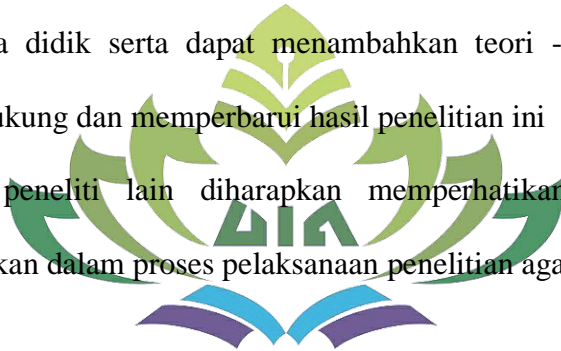 a didik serta dapat menambahkan teori -
ukung dan memperbarui hasil penelitian ini
peneliti lain diharapkan memperhatikan
kan dalam proses pelaksanaan penelitian aga
UIN